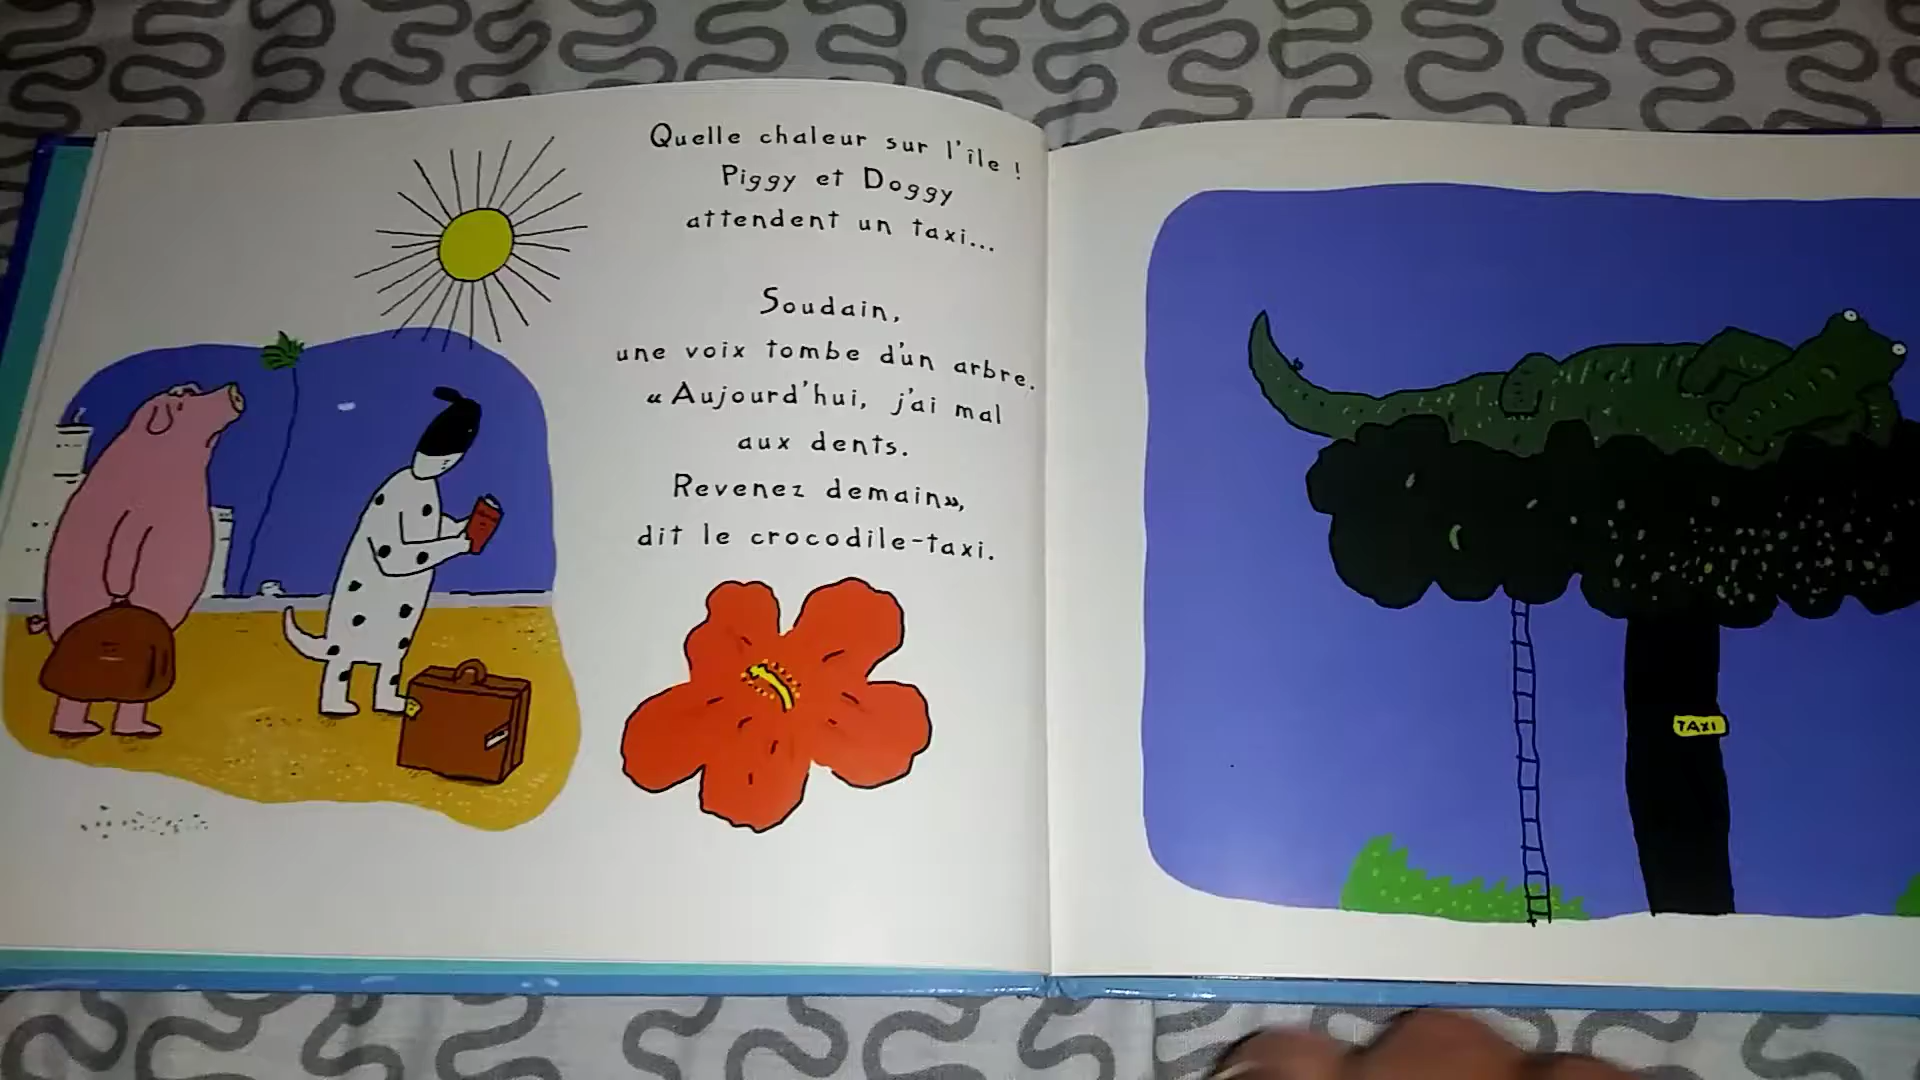 Quelle chaleur sur l'île !
Piggy et Doggy
attendent un taxi...
Soudain,
une voix tombe d'un arbre.
« Aujourd'hui, j'ai mal
aux dents.
Revenez demain»,
dit le crocodile-taxi.
TAXI